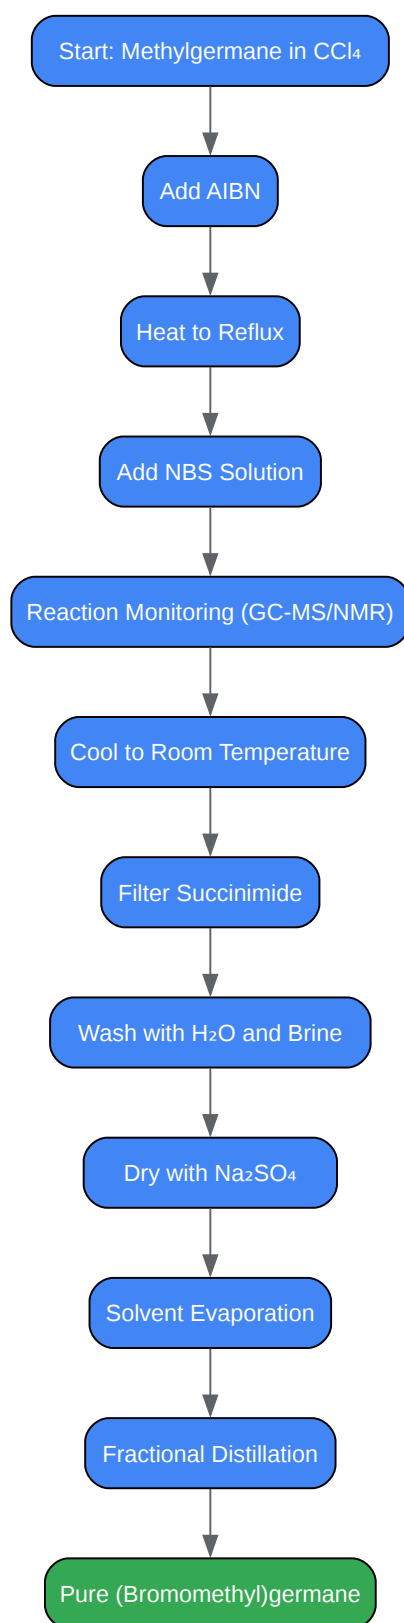 Start: Methylgermane in CCl₄
Add AIBN
Heat to Reflux
Add NBS Solution
Reaction Monitoring (GC-MS/NMR)
Cool to Room Temperature
Filter Succinimide
Wash with H₂O and Brine
Dry with Na₂SO₄
Solvent Evaporation
Fractional Distillation
Pure (Bromomethyl)germane